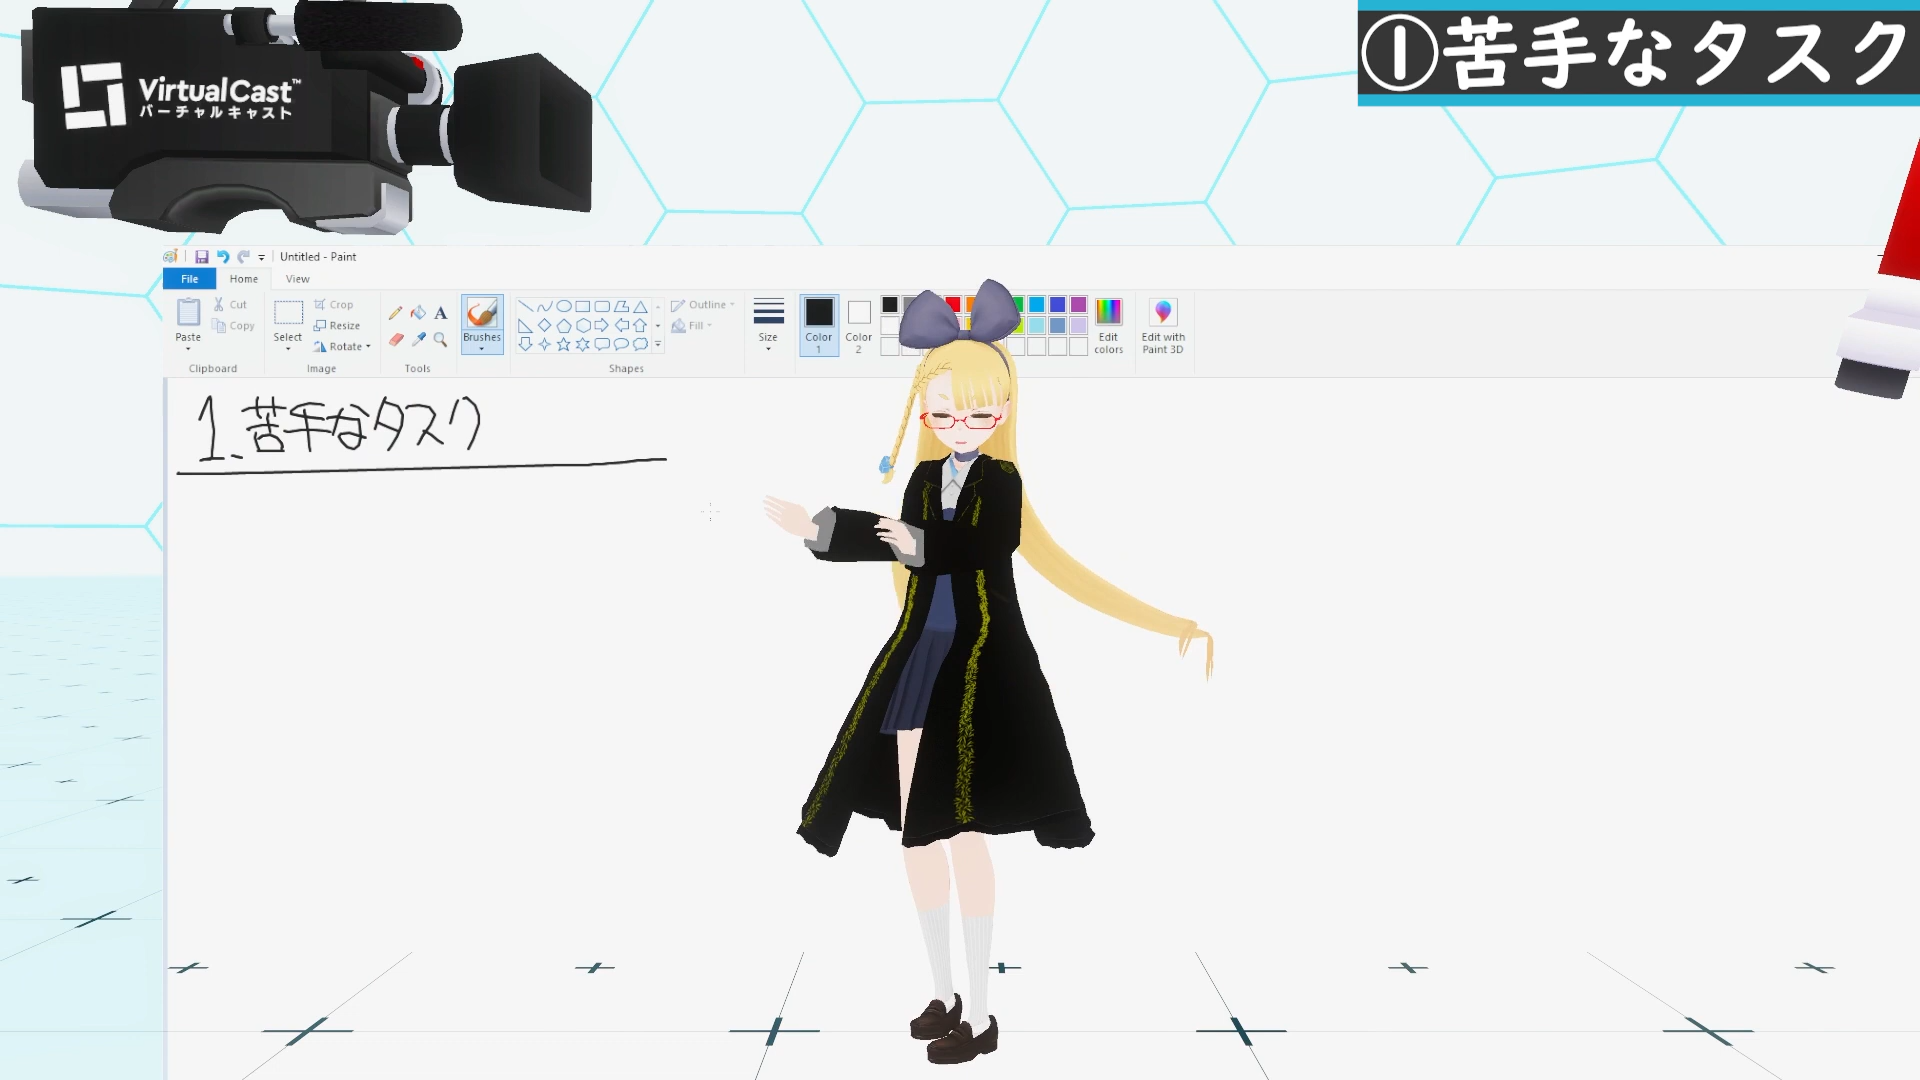 VirtualCast™
バーチャルキャスト
①苦手なタスク
Untitled - Paint
File Home View
Paste
Cut
Copy
Clipboard
Select
Crop
Resize
Rotate
Image
A
Tools
Brushes
Outline
Fill
Shapes
Size
Color 1
Color 2
Edit colors
Edit with Paint 3D
1.苦手なタスク